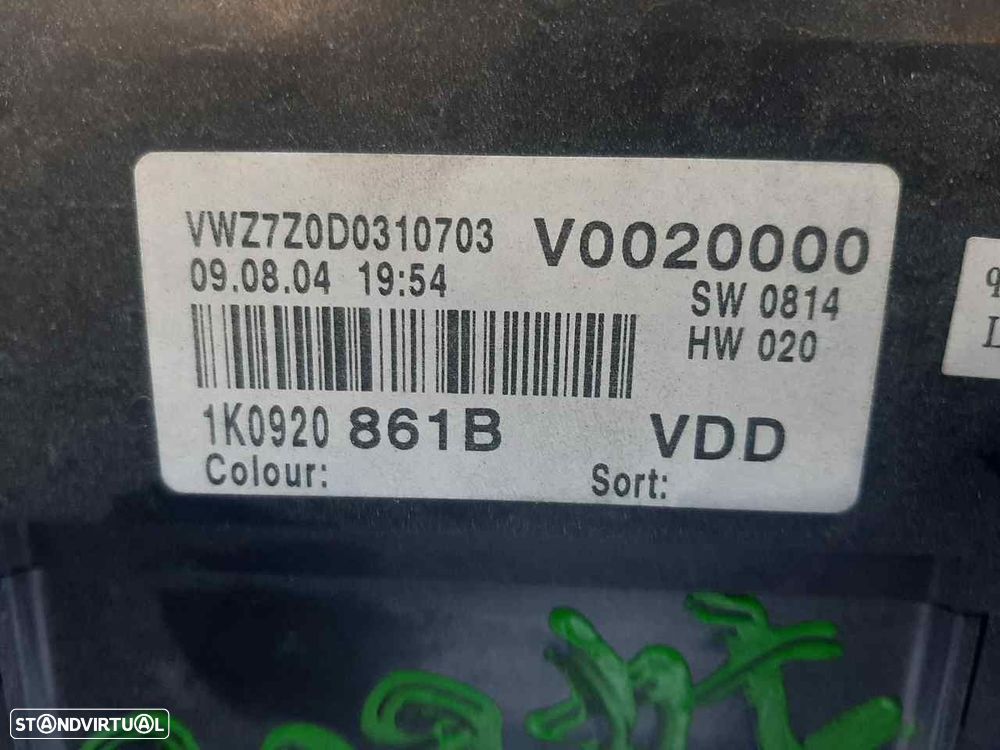 VWZ7Z0D0310703 V0020000
09.08.04 19:54 SW 0814
HW 020
1K0920 861B VDD
Colour: Sort:
STANDVIRTUAL